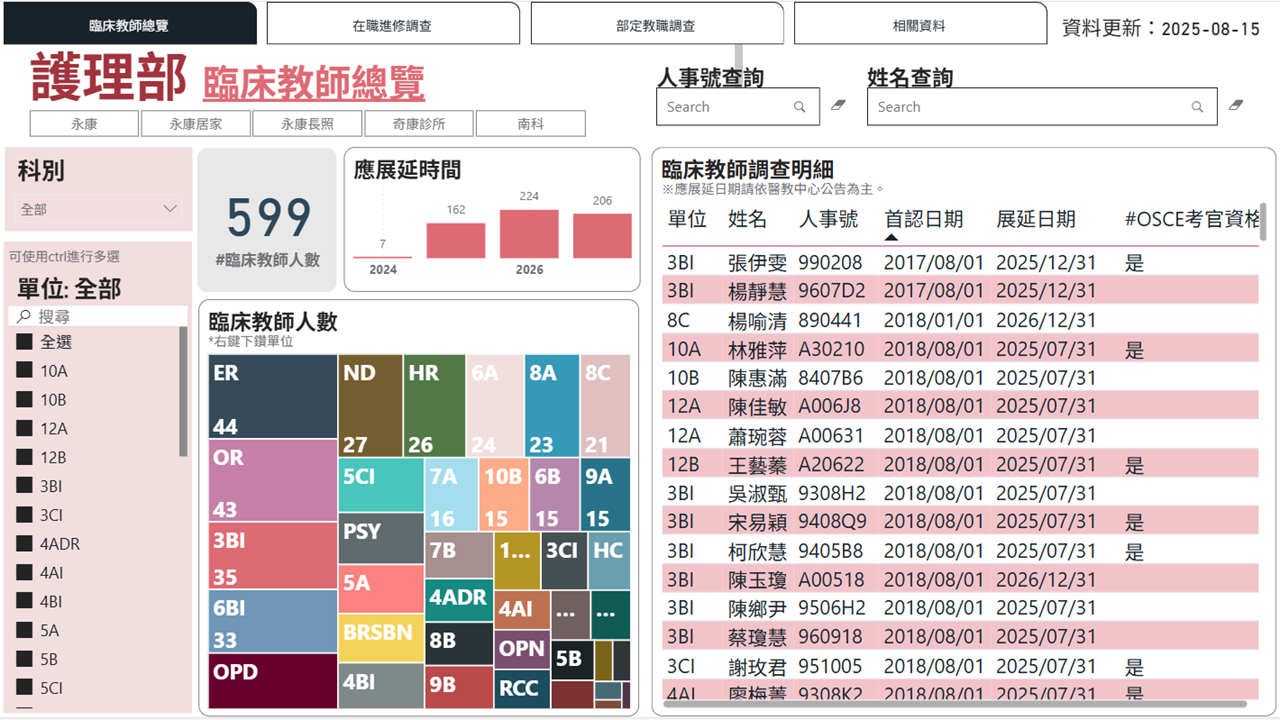 臨床教師總覽
在職進修調查
部定教職調查
相關資料
資料更新：2025-08-15
護理部 臨床教師總覽
永康
永康居家
永康長照
奇康診所
南科
人事號查詢
Search
姓名查詢
Search
科別
全部
可使用ctrl進行多選
單位: 全部
搜尋
全選
10A
10B
12A
12B
3BI
3CI
4ADR
4AI
4BI
5A
5B
5CI
599
#臨床教師人數
應展延時間
7 162 224 206
2024 2026
臨床教師人數
*右鍵下鑽單位
ER 44
OR 43
3BI 35
6BI 33
OPD
ND 27
HR 26
6A 24
8A 23
8C 21
5CI
PSY
5A
BRSBN
4BI
7A 16
10B 15
6B 15
9A 15
7B
1...
3CI
HC
4ADR
4AI
...
...
8B
OPN
5B
9B
RCC
臨床教師調查明細
※應展延日期請依醫教中心公告為主。
單位 姓名 人事號 首認日期 展延日期 #OSCE考官資格
3BI 張伊雯 990208 2017/08/01 2025/12/31 是
3BI 楊靜慧 9607D2 2017/08/01 2025/12/31
8C 楊喻清 890441 2018/01/01 2026/12/31
10A 林雅萍 A30210 2018/08/01 2025/07/31 是
10B 陳惠滿 8407B6 2018/08/01 2025/07/31
12A 陳佳敏 A006J8 2018/08/01 2025/07/31
12A 蕭琬蓉 A00631 2018/08/01 2025/07/31
12B 王藝蓁 A20622 2018/08/01 2025/07/31 是
3BI 吳淑甄 9308H2 2018/08/01 2025/07/31
3BI 宋易穎 9408Q9 2018/08/01 2025/07/31 是
3BI 柯欣慧 9405B8 2018/08/01 2025/07/31 是
3BI 陳玉瓊 A00518 2018/08/01 2026/12/31
3BI 陳鄉尹 9506H2 2018/08/01 2025/07/31
3BI 蔡瓊慧 960918 2018/08/01 2025/07/31
3CI 謝玫君 951005 2018/08/01 2025/07/31 是
4AI 廖梅菁 9308K2 2018/08/01 2025/07/31 是